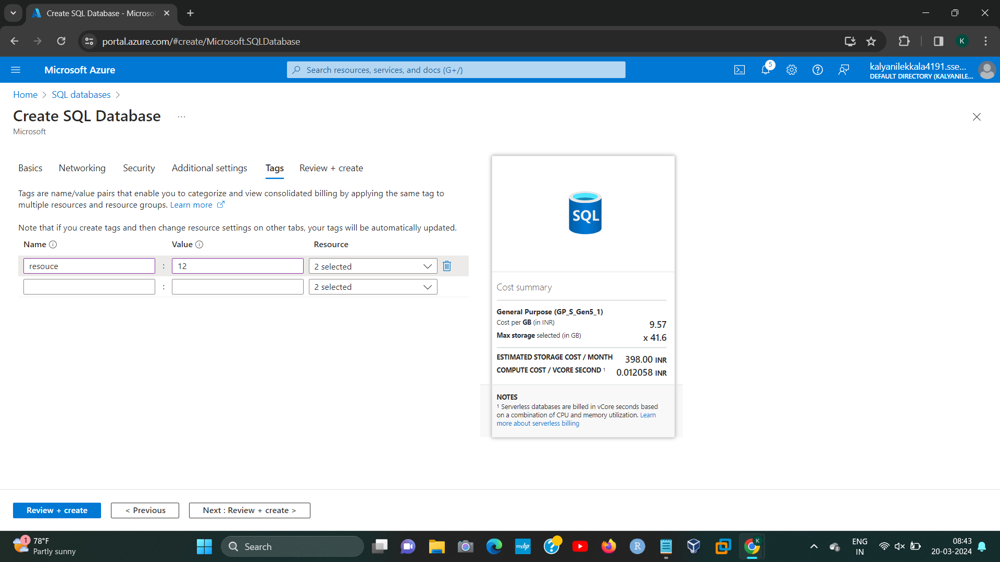 Create SQL Database - Microso
portal.azure.com/#create/Microsoft.SQLDatabase
K
Microsoft Azure
Search resources, services, and docs (G+/)
5
kalyanilekkala4191.sse...
DEFAULT DIRECTORY (KALYANILE...
Home > SQL databases >
Create SQL Database ...
Microsoft
Basics Networking Security Additional settings Tags Review + create
Tags are name/value pairs that enable you to categorize and view consolidated billing by applying the same tag to
multiple resources and resource groups. Learn more
Note that if you create tags and then change resource settings on other tabs, your tags will be automatically updated.
Name Value Resource
resouce : 12 2 selected
: 2 selected
SQL
Cost summary
General Purpose (GP_S_Gen5_1)
Cost per GB (in INR) 9.57
Max storage selected (in GB) x 41.6
ESTIMATED STORAGE COST / MONTH 398.00 INR
COMPUTE COST / VCORE SECOND ¹ 0.012058 INR
NOTES
¹ Serverless databases are billed in vCore seconds based
on a combination of CPU and memory utilization. Learn
more about serverless billing
Review + create < Previous Next : Review + create >
1
78°F
Partly sunny
Search
myhp
?
R
K
ENG
IN
08:43
20-03-2024